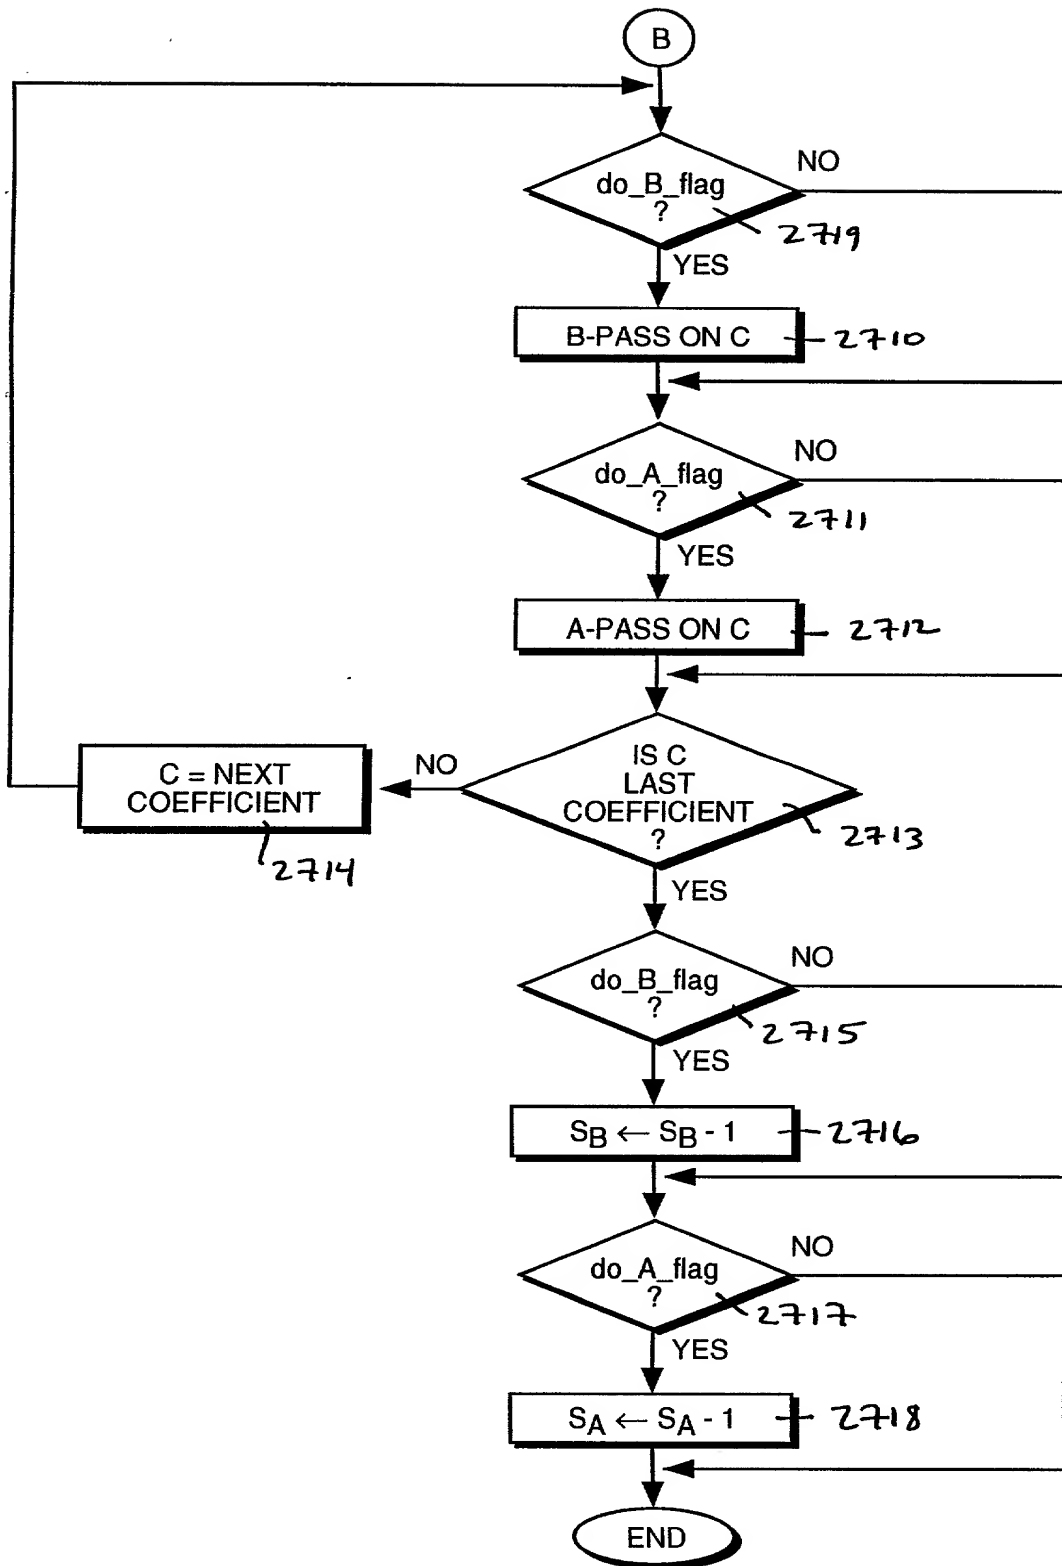 B
NO
do_B_flag
?
2719
YES
B-PASS ON C
2710
NO
do_A_flag
?
2711
YES
A-PASS ON C
2712
IS C
LAST
COEFFICIENT
?
2713
NO
C = NEXT
COEFFICIENT
2714
YES
NO
do_B_flag
?
2715
YES
SB ← SB - 1
2716
NO
do_A_flag
?
2717
YES
SA ← SA - 1
2718
END